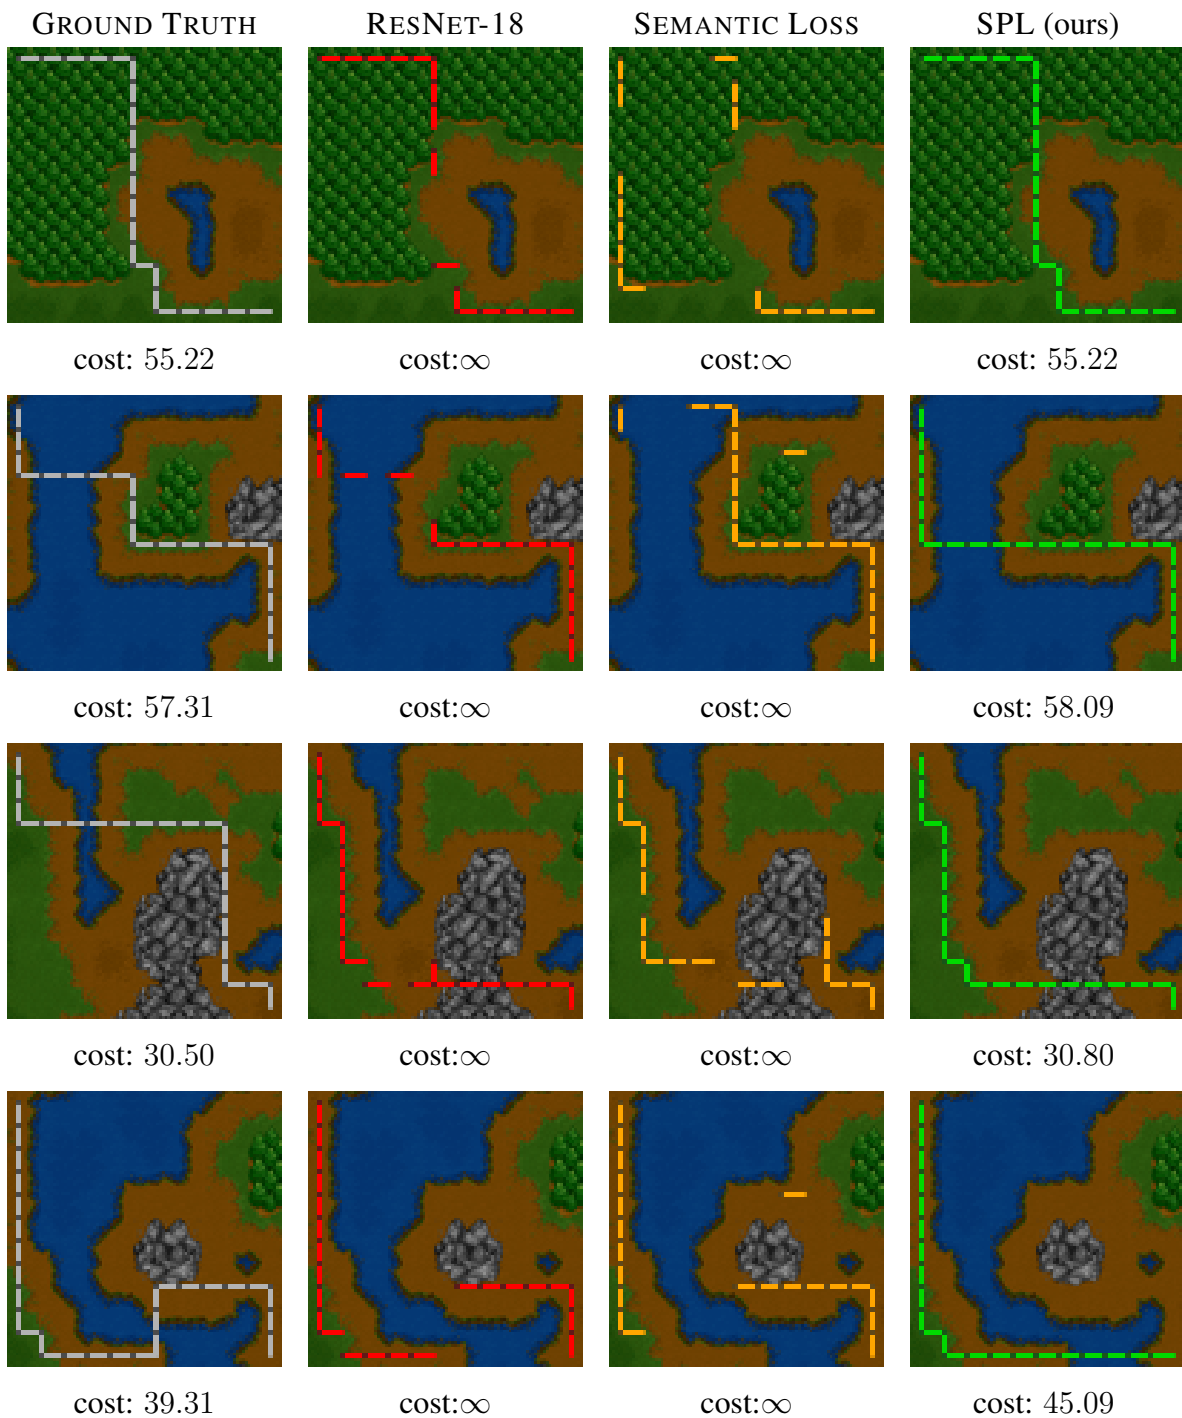 GROUND TRUTH RESNET-18 SEMANTIC LOSS SPL (ours)
cost: 55.22 cost:∞ cost:∞ cost: 55.22
cost: 57.31 cost:∞ cost:∞ cost: 58.09
cost: 30.50 cost:∞ cost:∞ cost: 30.80
cost: 39.31 cost:∞ cost:∞ cost: 45.09